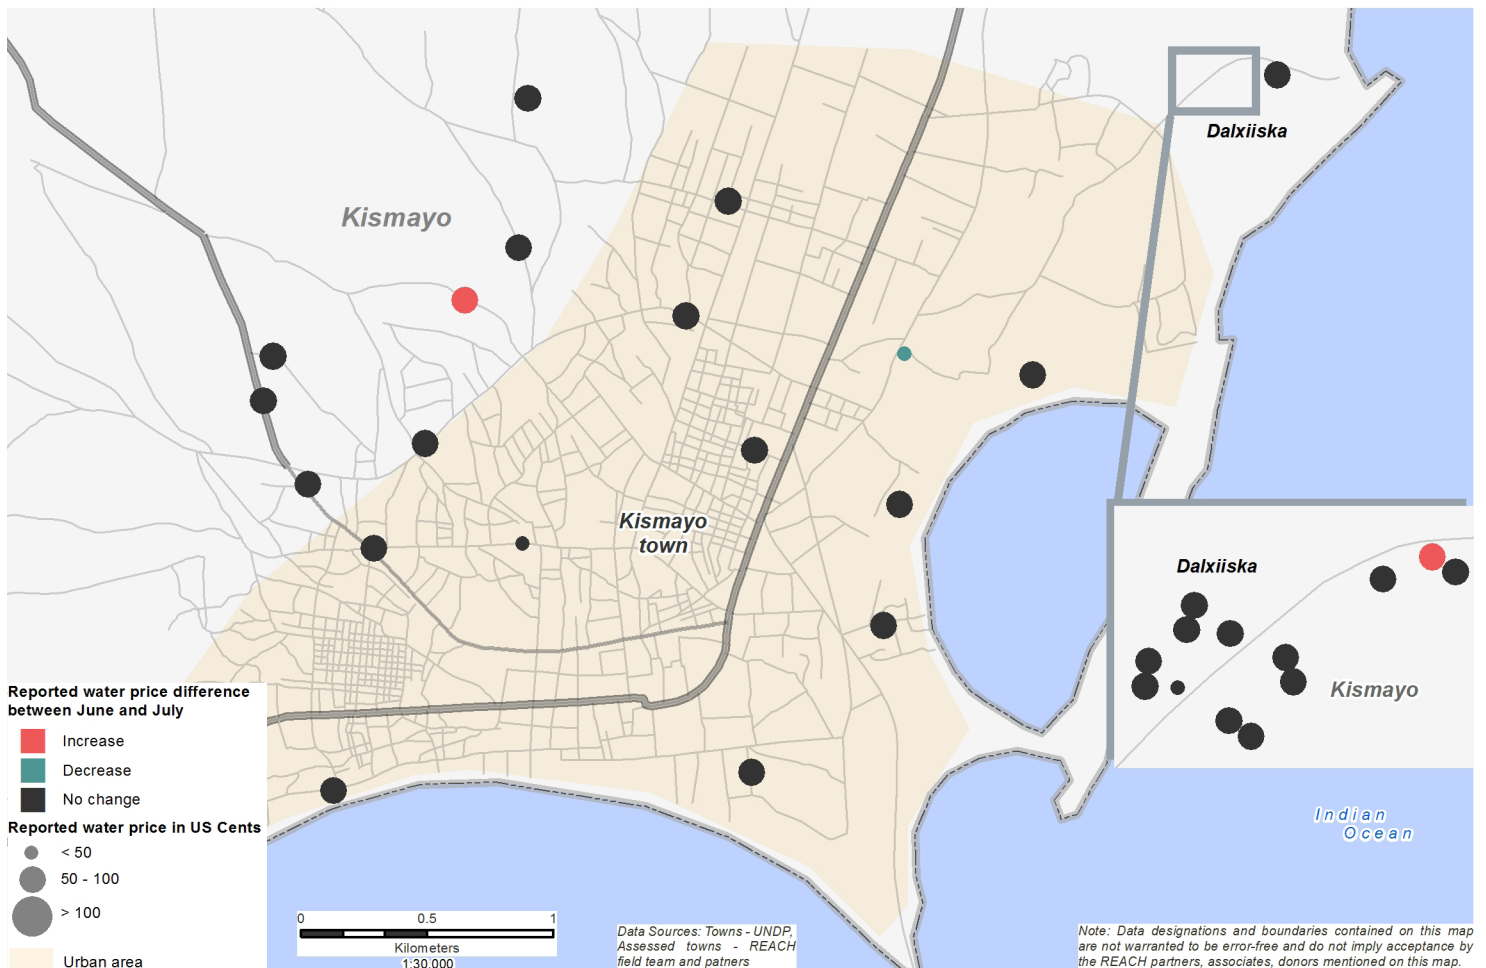 Dalxiiska
Kismayo
Kismayo
town
Dalxiiska
Kismayo
Indian
Ocean
Reported water price difference
between June and July
Increase
Decrease
No change
Reported water price in US Cents
< 50
50 - 100
> 100
Urban area
0 0.5 1
Kilometers
1:30,000
Data Sources: Towns - UNDP,
Assessed towns - REACH
field team and patners
Note: Data designations and boundaries contained on this map
are not warranted to be error-free and do not imply acceptance by
the REACH partners, associates, donors mentioned on this map.